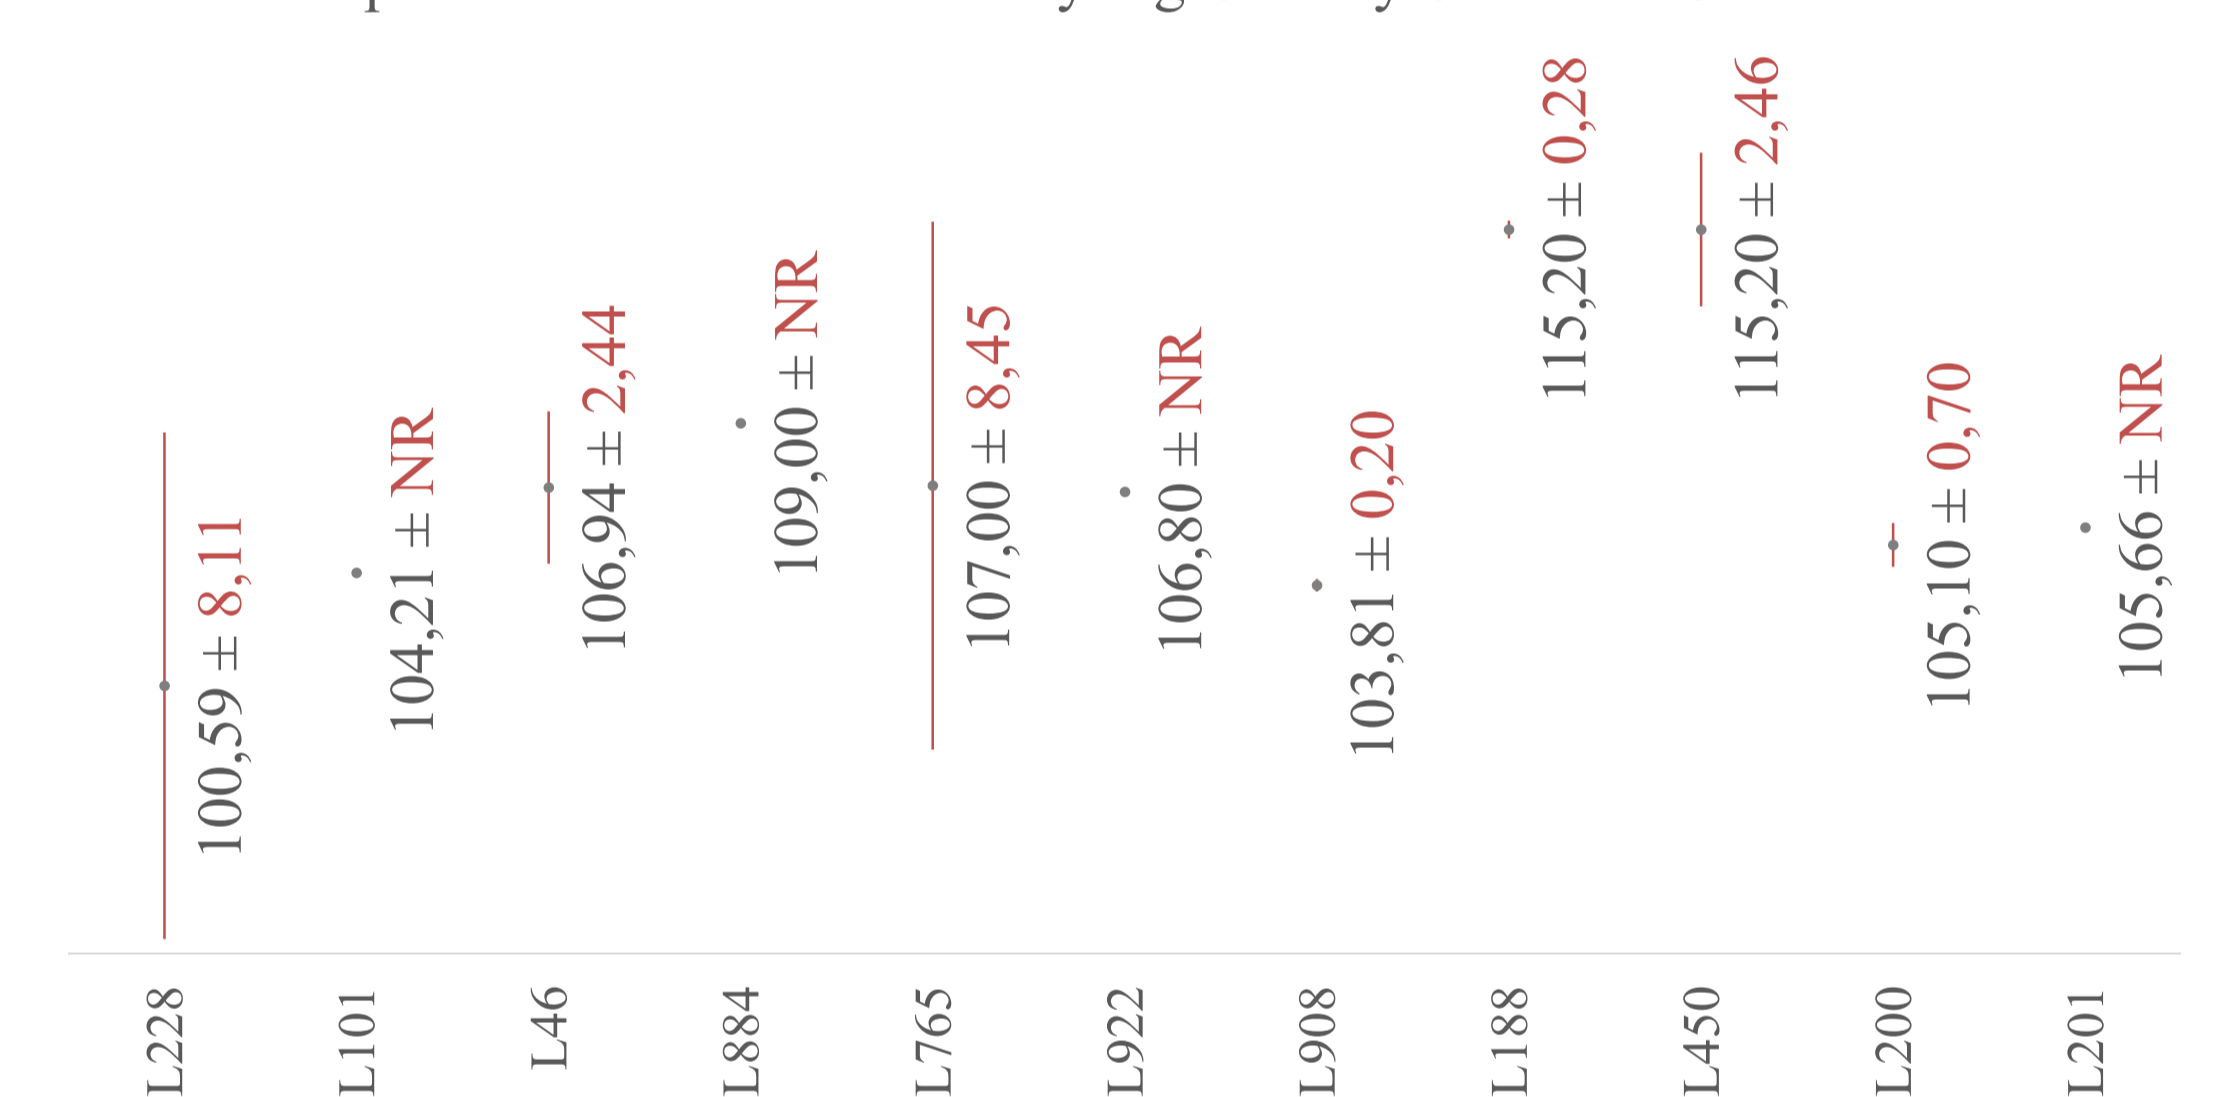 100,59 ± 8,11
104,21 ± NR
106,94 ± 2,44
109,00 ± NR
107,00 ± 8,45
106,80 ± NR
103,81 ± 0,20
115,20 ± 0,28
115,20 ± 2,46
105,10 ± 0,70
105,66 ± NR
L228
L101
L46
L884
L765
L922
L908
L188
L450
L200
L201